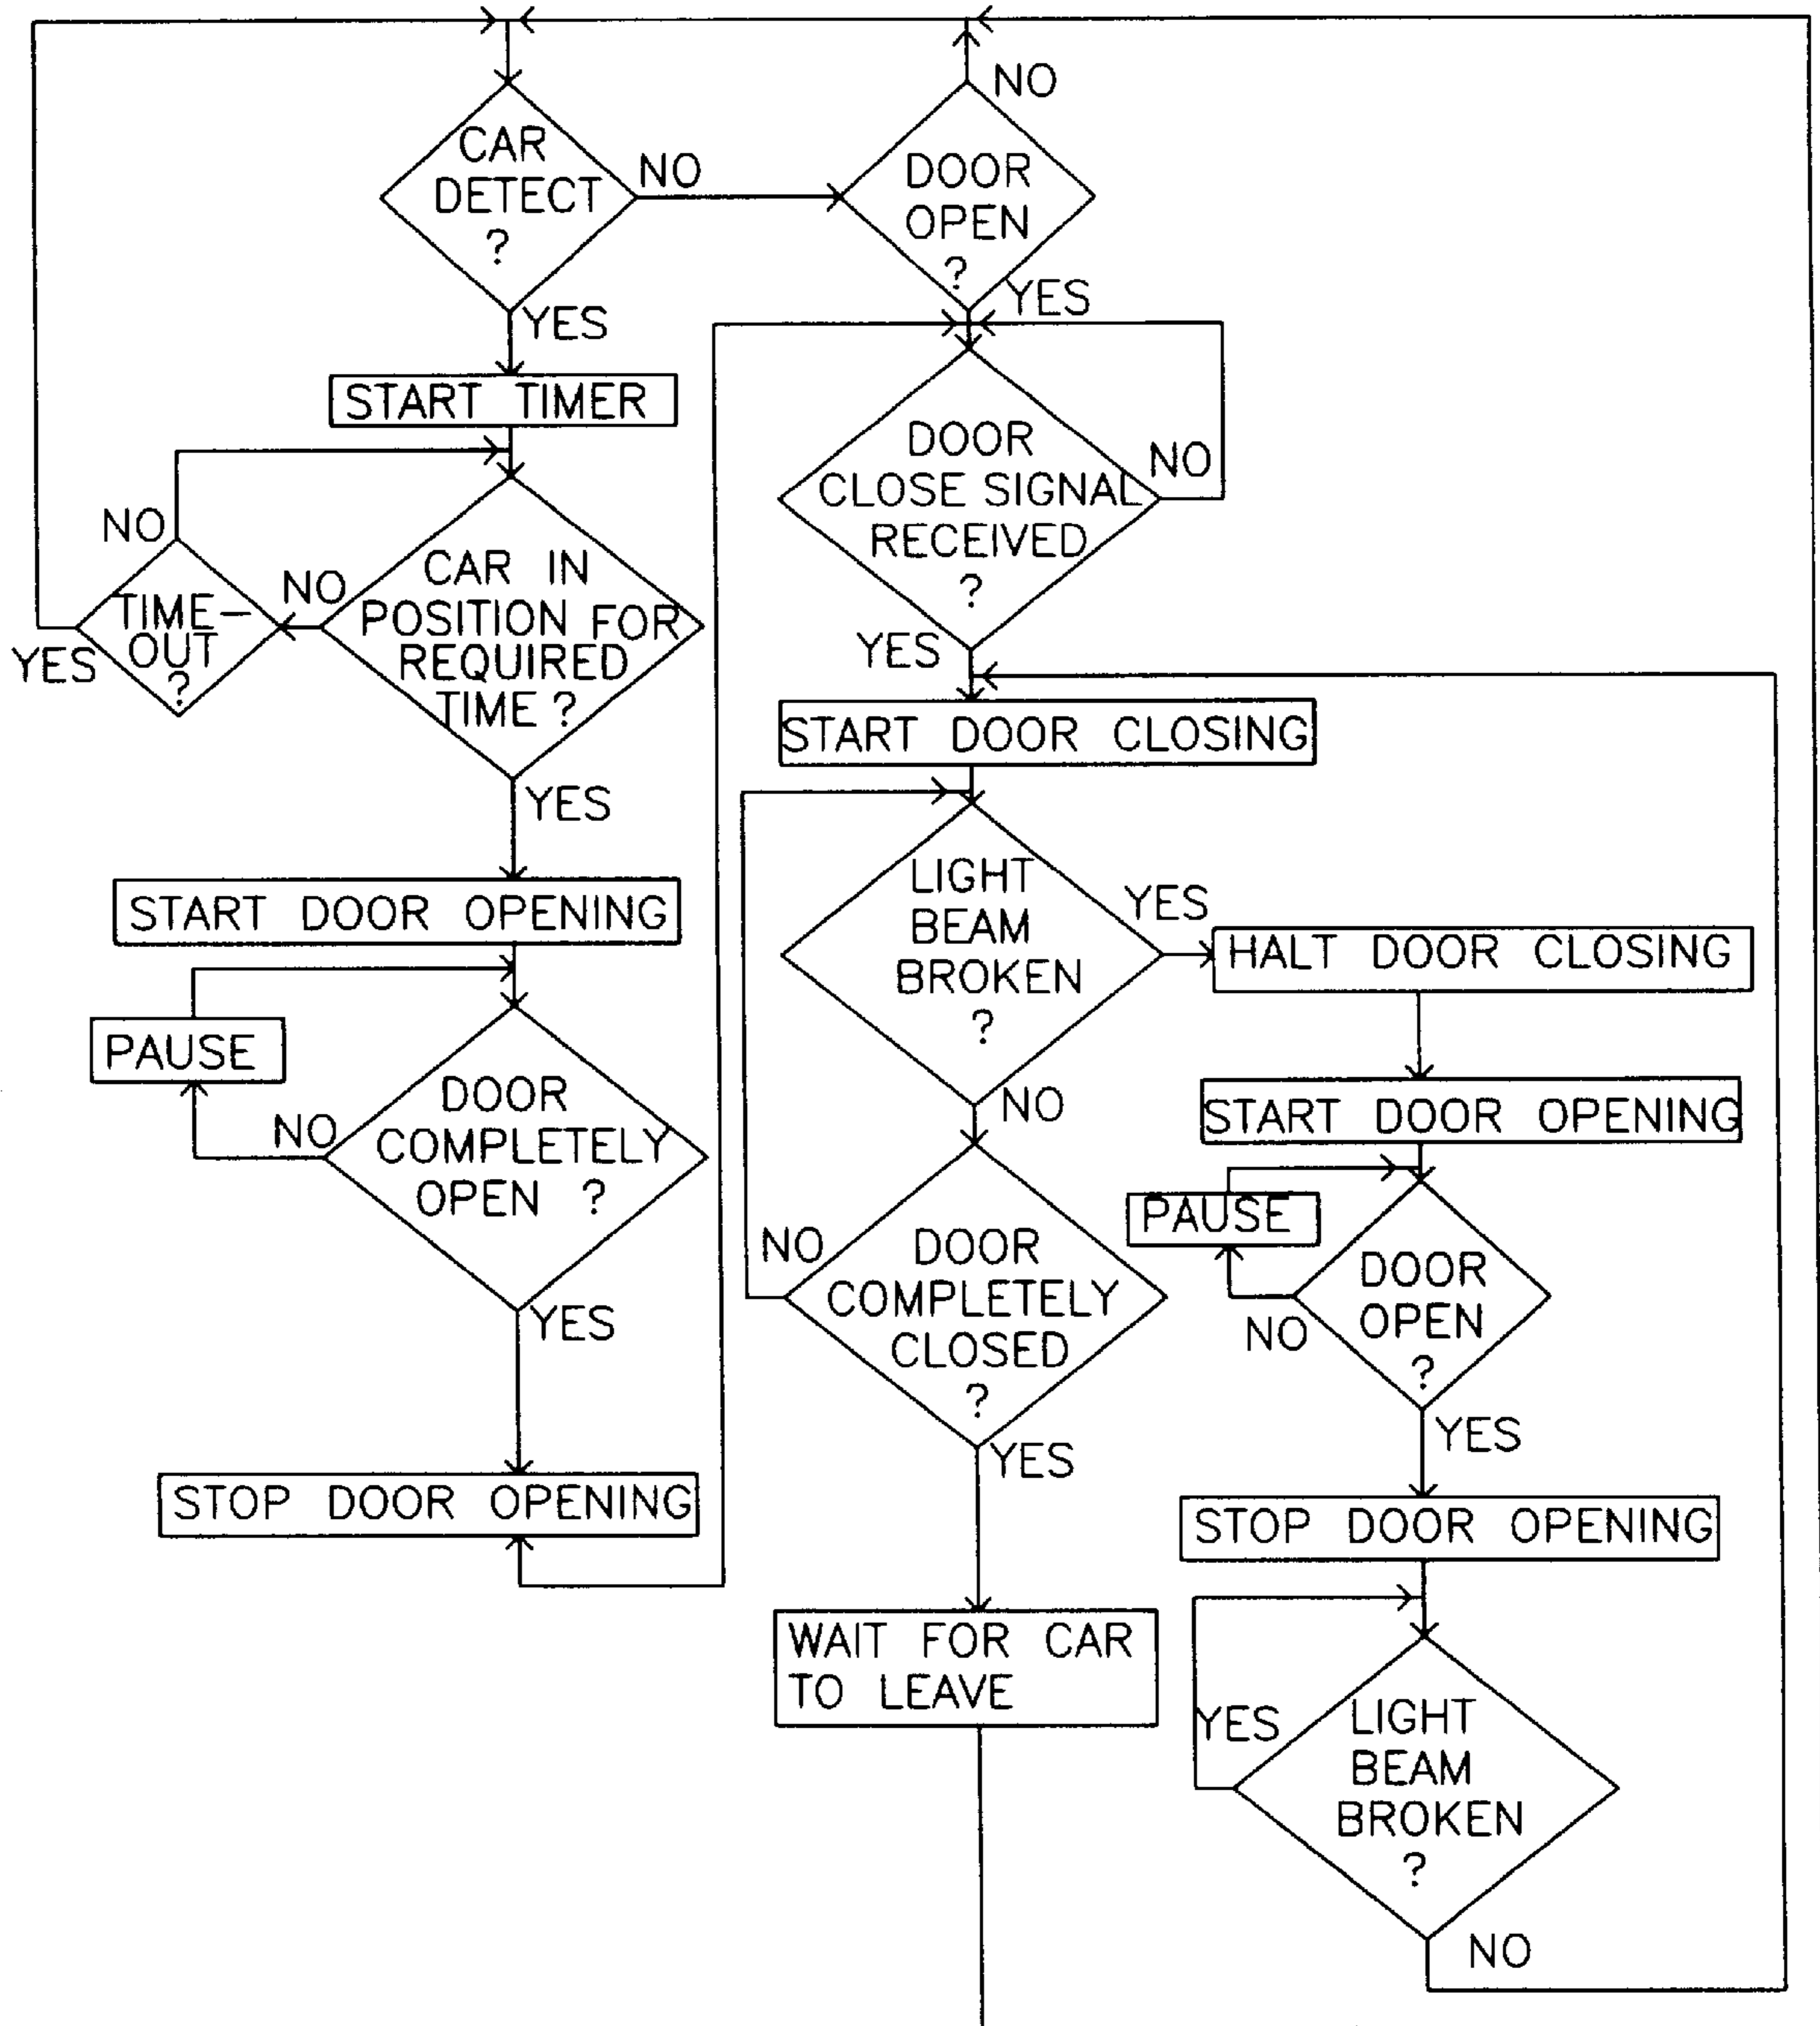 NO
CAR
DETECT
?
NO
DOOR
OPEN
?
YES
YES
START TIMER
NO
NO
CAR IN
POSITION FOR
REQUIRED
TIME ?
TIME-
OUT
?
YES
YES
START DOOR OPENING
PAUSE
NO
DOOR
COMPLETELY
OPEN ?
YES
STOP DOOR OPENING
DOOR
CLOSE SIGNAL
RECEIVED
?
NO
YES
START DOOR CLOSING
LIGHT
BEAM
BROKEN
?
YES
HALT DOOR CLOSING
NO
START DOOR OPENING
PAUSE
NO
DOOR
COMPLETELY
CLOSED
?
NO
DOOR
OPEN
?
YES
YES
STOP DOOR OPENING
WAIT FOR CAR
TO LEAVE
YES
LIGHT
BEAM
BROKEN
?
NO